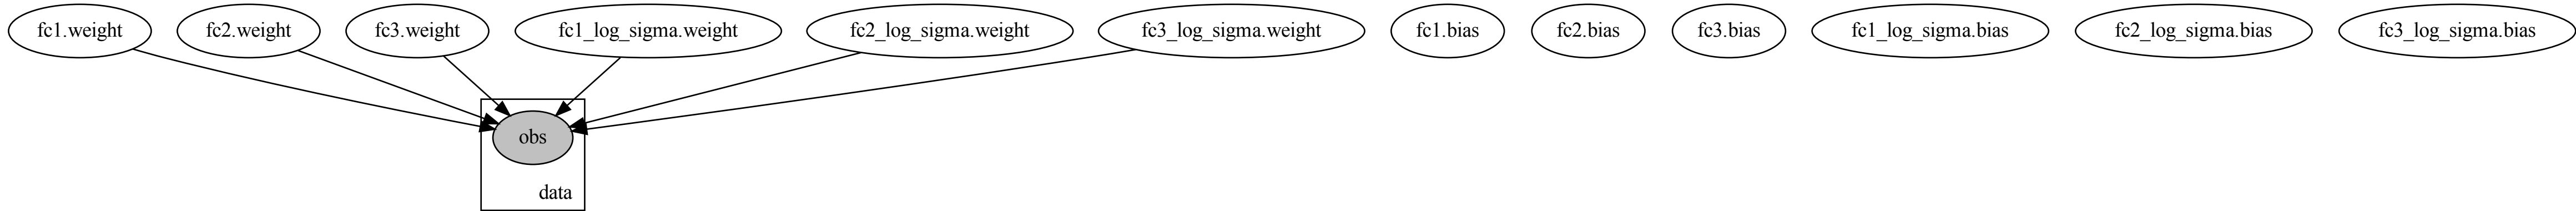 fc1.weight
fc2.weight
fc3.weight
fc1_log_sigma.weight
fc2_log_sigma.weight
fc3_log_sigma.weight
fc1.bias
fc2.bias
fc3.bias
fc1_log_sigma.bias
fc2_log_sigma.bias
fc3_log_sigma.bias
obs
data